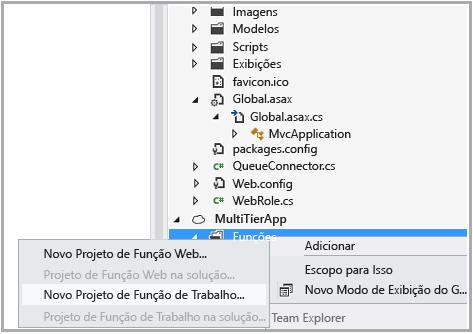 Imagens
Modelos
Scripts
Exibições
favicon.ico
Global.asax
Global.asax.cs
MvcApplication
packages.config
C# QueueConnector.cs
Web.config
C# WebRole.cs
MultiTierApp
Funções
Adicionar
Novo Projeto de Função Web...
Projeto de Função Web na solução...
Novo Projeto de Função de Trabalho...
Projeto de Função de Trabalho na solução...
Escopo para Isso
Novo Modo de Exibição do G...
Team Explorer